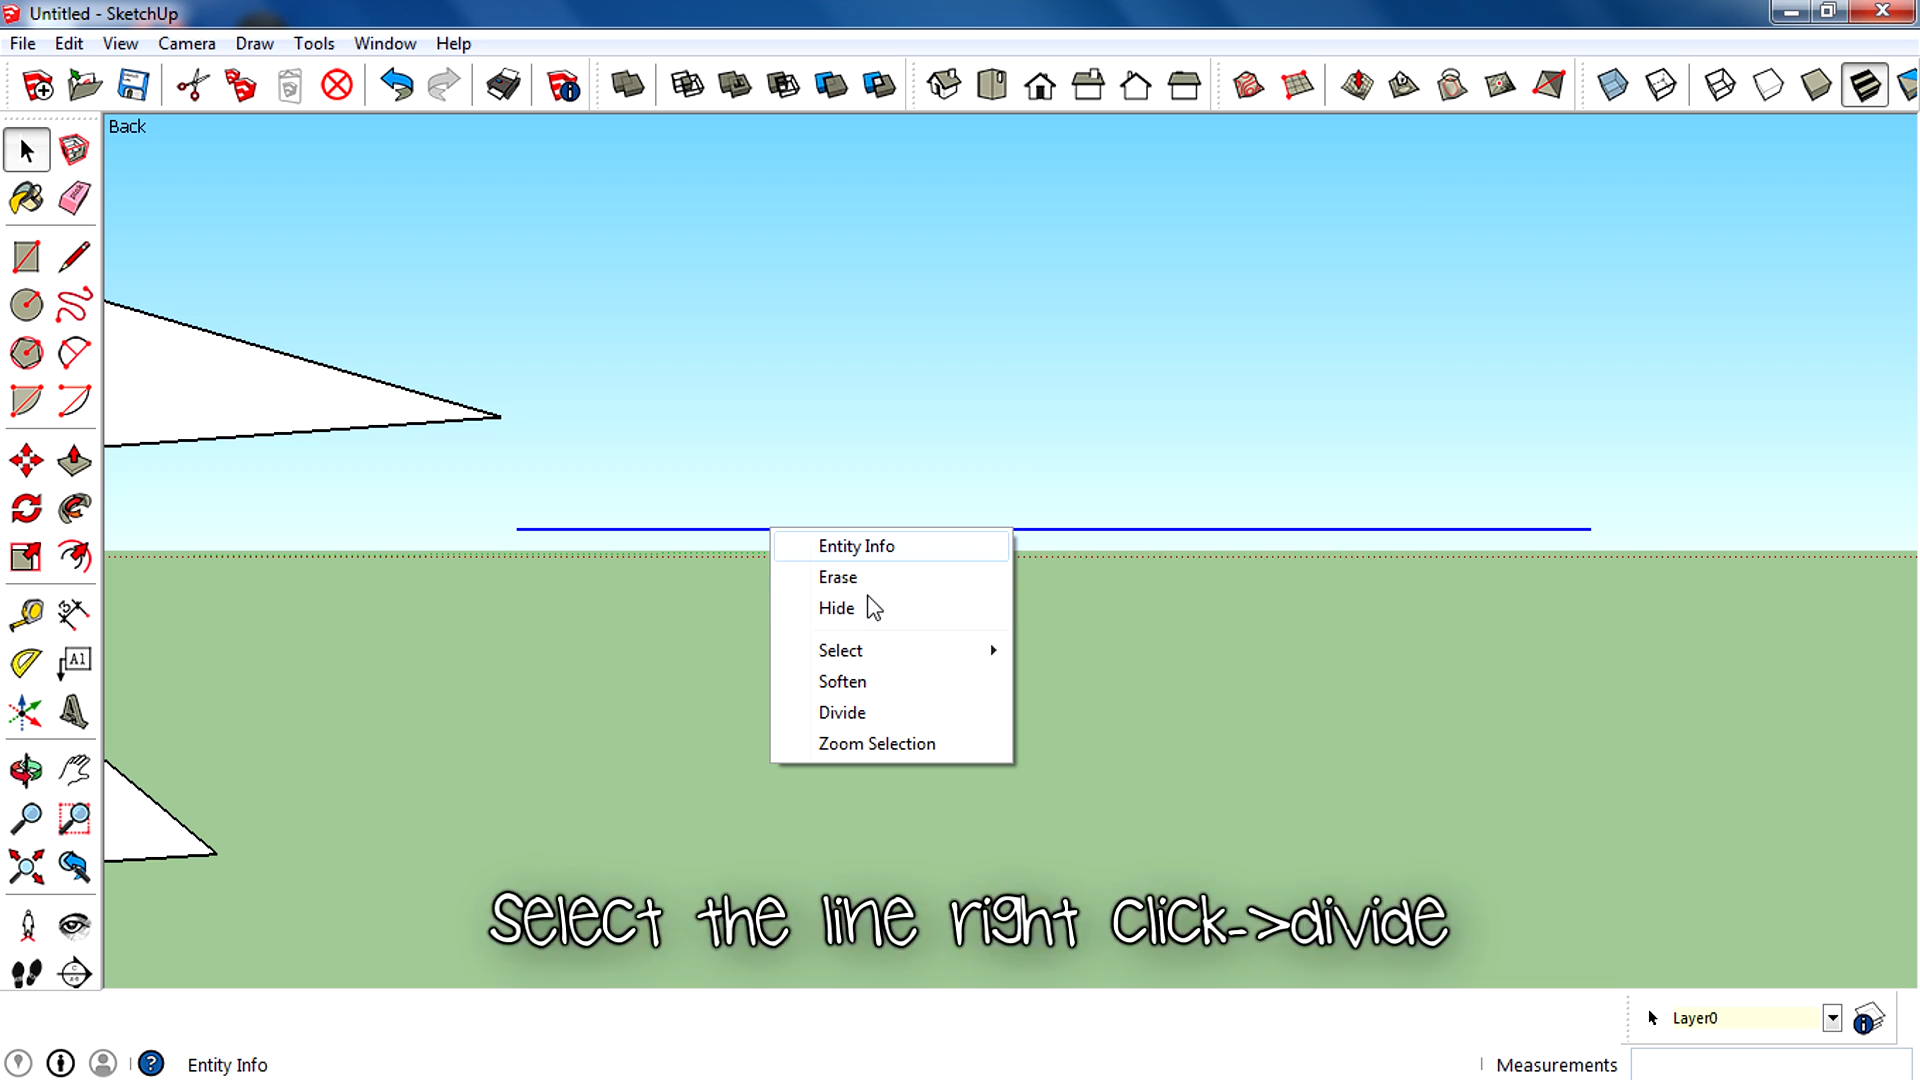 Untitled - SketchUp
File Edit View Camera Draw Tools Window Help
Back
Entity Info
Erase
Hide
Select
Soften
Divide
Zoom Selection
Select the line right click->divide
Layer0
Entity Info
Measurements